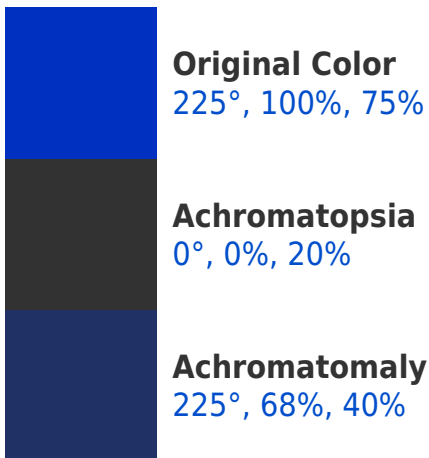 Original Color
225°, 100%, 75%
Achromatopsia
0°, 0%, 20%
Achromatomaly
225°, 68%, 40%